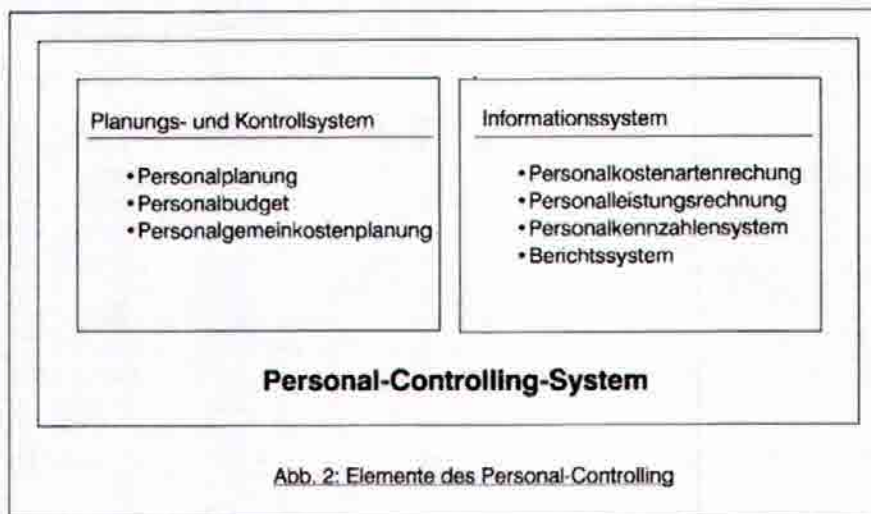 Planungs- und Kontrollsystem
•Personalplanung
•Personalbudget
•Personalgemeinkostenplanung
Informationssystem
•Personalkostenartenrechung
•Personalleistungsrechnung
•Personalkennzahlensystem
•Berichtssystem
Personal-Controlling-System
Abb. 2: Elemente des Personal-Controlling